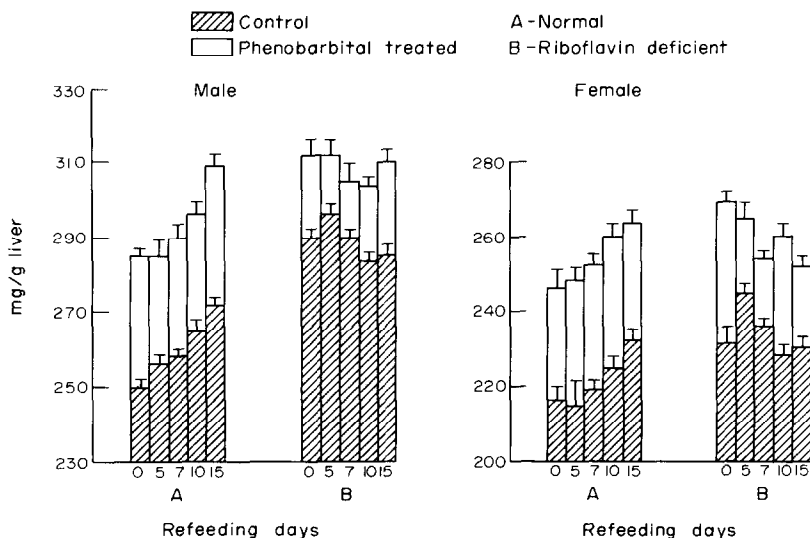 Control A-Normal
Phenobarbital treated B-Riboflavin deficient
Male Female
mg/g liver
330
310
290
270
250
230
0 5 7 10 15 0 5 7 10 15
A B
Refeeding days
280
260
240
220
200
0 5 7 10 15 0 5 7 10 15
A B
Refeeding days